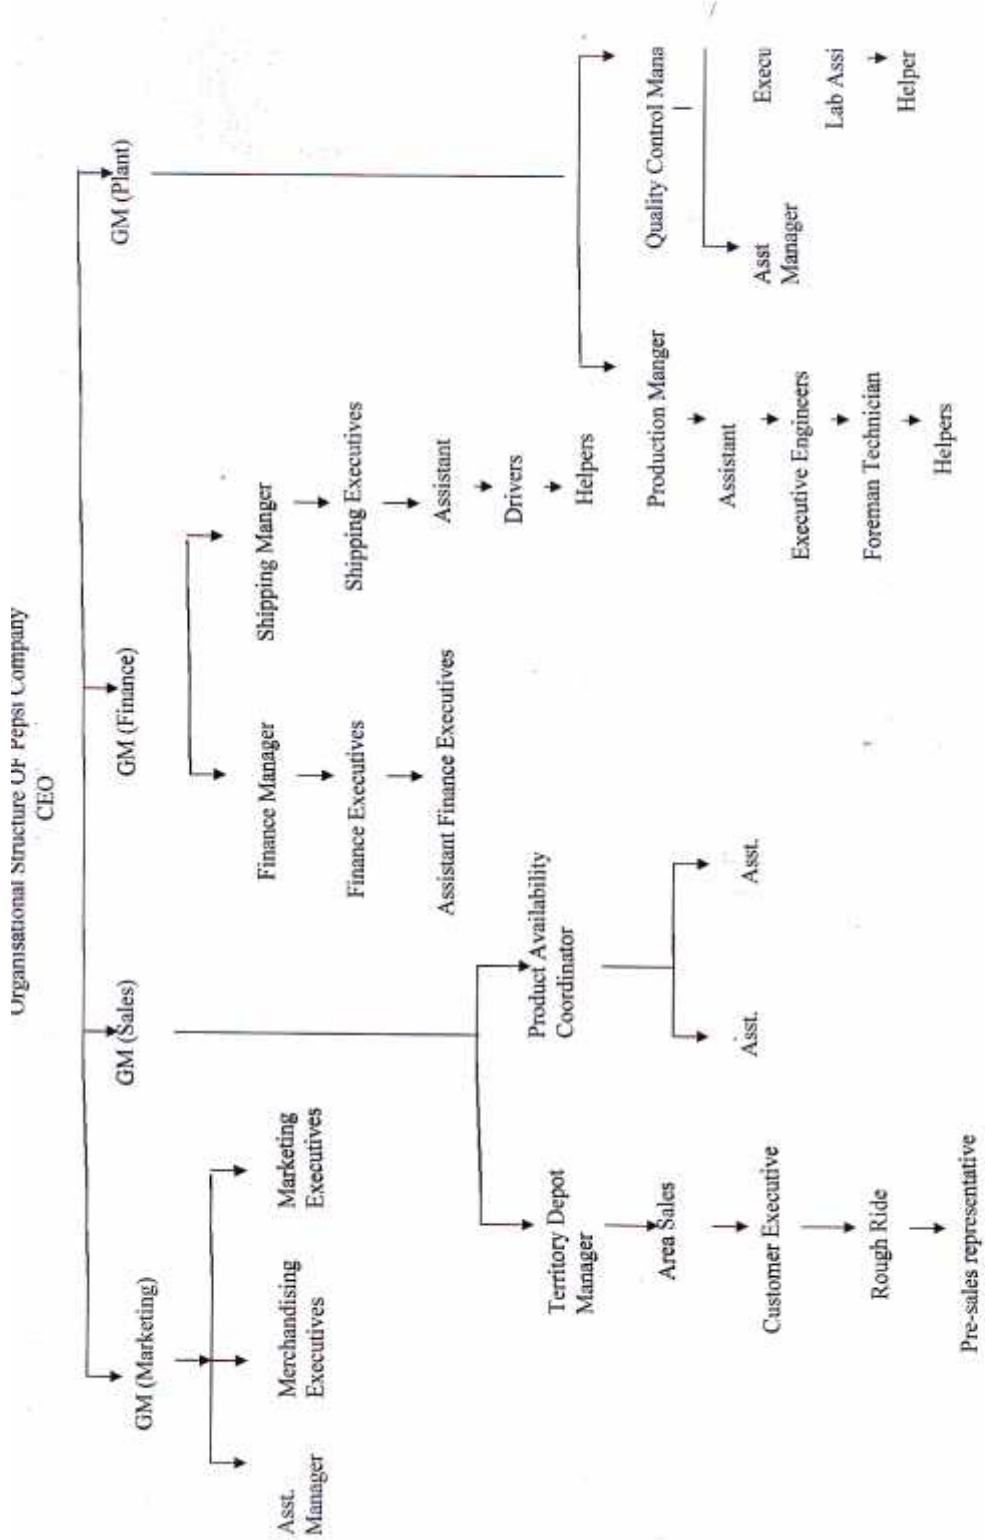 Organisational Structure OF Pepsi Company
CEO
GM (Marketing)
GM (Sales)
GM (Finance)
GM (Plant)
Asst.
Manager
Merchandising
Executives
Marketing
Executives
Territory Depot
Manager
Area Sales
Customer Executive
Rough Ride
Pre-sales representative
Product Availability
Coordinator
Asst.
Asst.
Finance Manager
Finance Executives
Assistant Finance Executives
Shipping Manger
Shipping Executives
Assistant
Drivers
Helpers
Production Manger
Assistant
Executive Engineers
Foreman Technician
Helpers
Quality Control Mana
Asst
Manager
Execu
Lab Assi
Helper